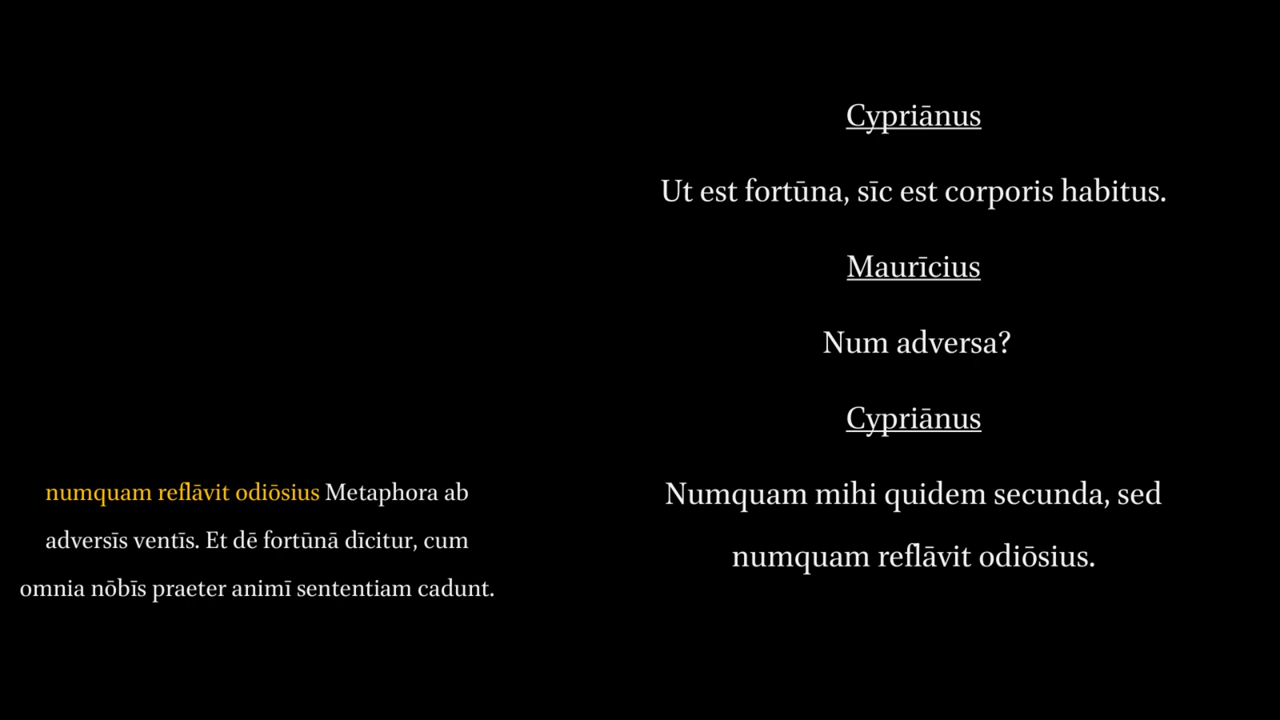 Cypriānus
Ut est fortūna, sīc est corporis habitus.
Maurīcius
Num adversa?
Cypriānus
Numquam mihi quidem secunda, sed
numquam reflāvit odiōsius.
numquam reflāvit odiōsius Metaphora ab
adversīs ventīs. Et dē fortūnā dīcitur, cum
omnia nōbīs praeter animī sententiam cadunt.